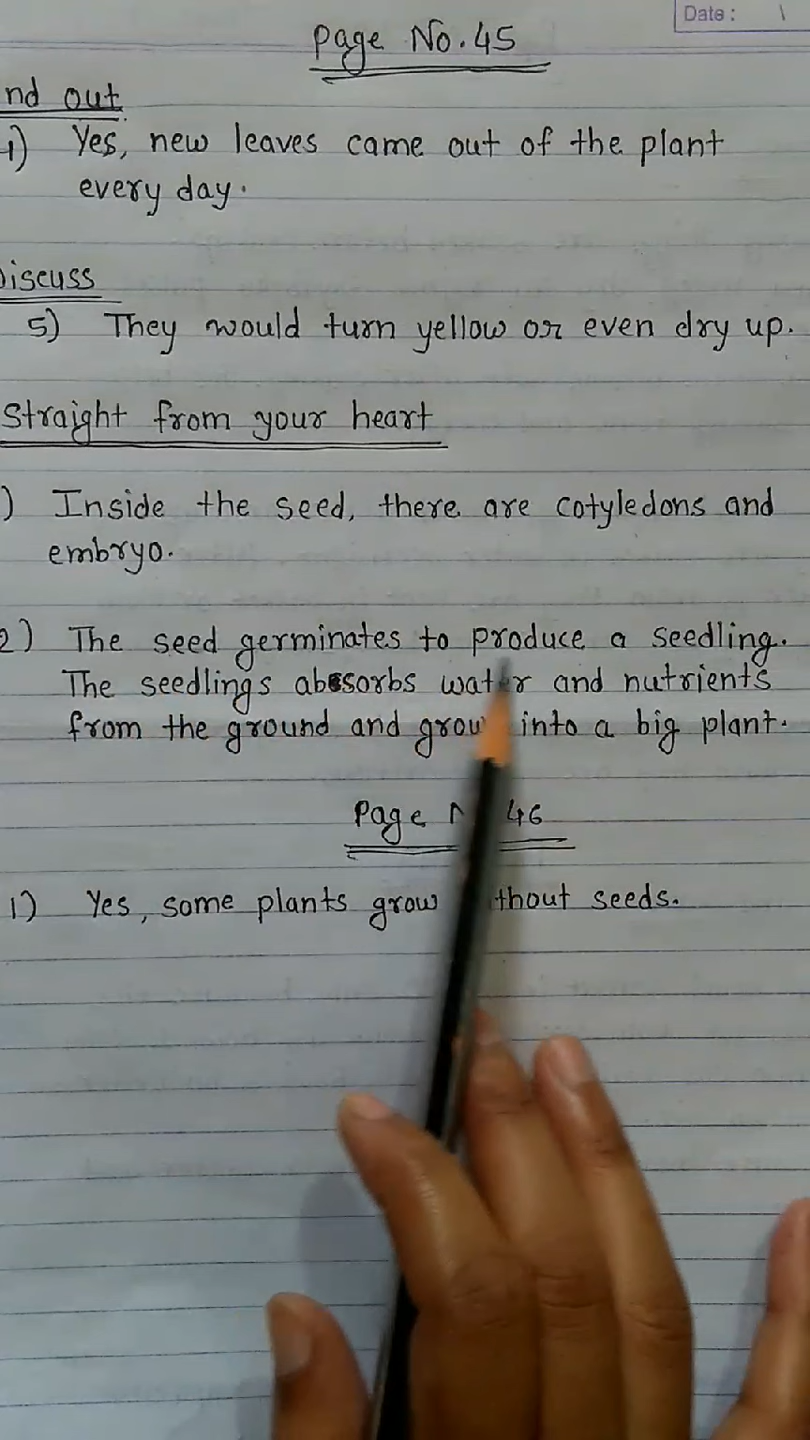 Date : \
Page No. 45
nd out
1) Yes, new leaves came out of the plant
every day.
Discuss
5) They would turn yellow or even dry up.
Straight from your heart
) Inside the seed, there are cotyledons and
embryo.
2) The seed germinates to produce a seedling.
The seedlings absorbs water and nutrients
from the ground and grow into a big plant.
Page N 46
1) Yes, some plants grow thout seeds.